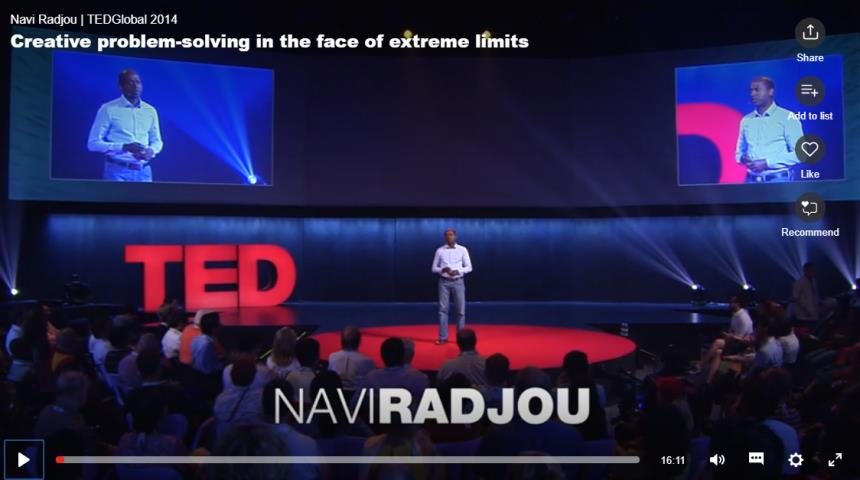 Navi Radjou | TEDGlobal 2014
Creative problem-solving in the face of extreme limits
Share
Add to list
Like
Recommend
TED
NAVIRADJOU
16:11